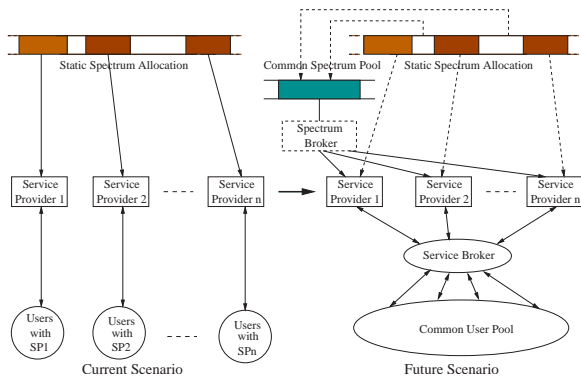 Static Spectrum Allocation
Service
Provider 1
Service
Provider 2
Service
Provider n
Users
with
SP1
Users
with
SP2
Users
with
SPn
Current Scenario
Common Spectrum Pool
Static Spectrum Allocation
Spectrum
Broker
Service
Provider 1
Service
Provider 2
Service
Provider n
Service Broker
Common User Pool
Future Scenario